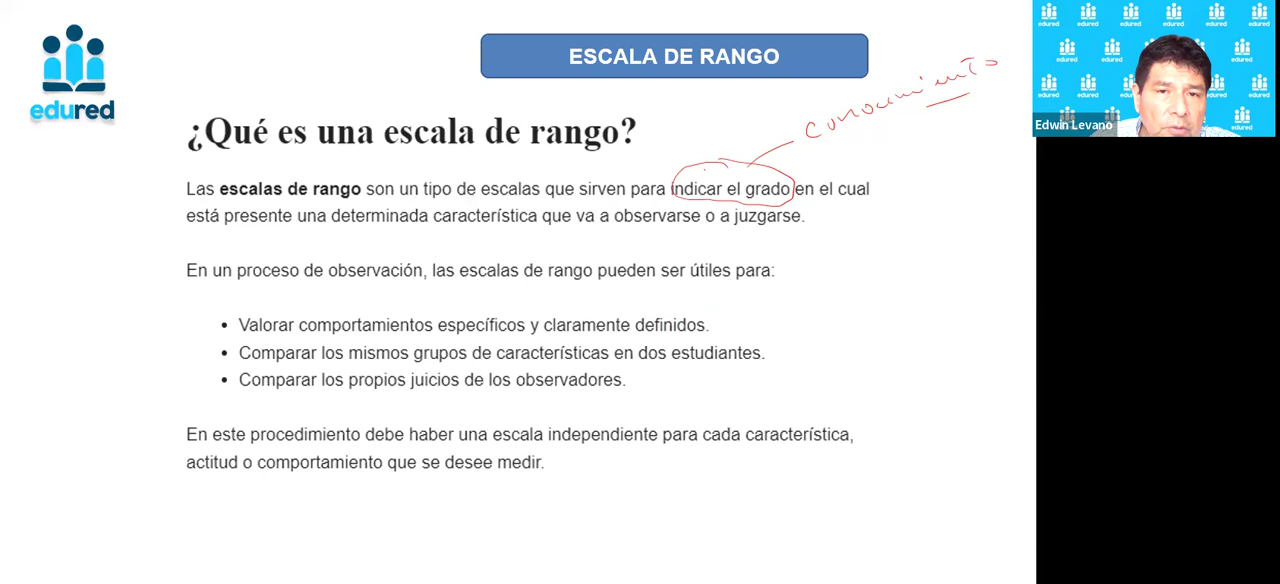 edured
ESCALA DE RANGO
conocimiento
¿Qué es una escala de rango?
Las escalas de rango son un tipo de escalas que sirven para indicar el grado en el cual
está presente una determinada característica que va a observarse o a juzgarse.
En un proceso de observación, las escalas de rango pueden ser útiles para:
• Valorar comportamientos específicos y claramente definidos.
• Comparar los mismos grupos de características en dos estudiantes.
• Comparar los propios juicios de los observadores.
En este procedimiento debe haber una escala independiente para cada característica,
actitud o comportamiento que se desee medir.
edured
Edwin Levano